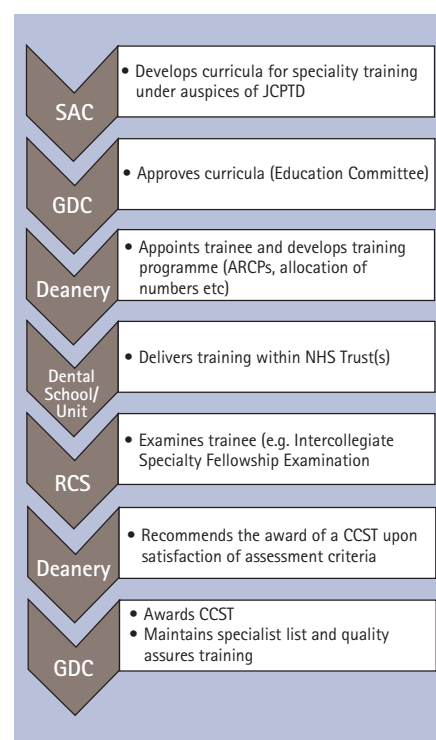 SAC
• Develops curricula for speciality training
under auspices of JCPTD
GDC
• Approves curricula (Education Committee)
Deanery
• Appoints trainee and develops training
programme (ARCPs, allocation of
numbers etc)
Dental
School/
Unit
• Delivers training within NHS Trust(s)
RCS
• Examines trainee (e.g. Intercollegiate
Specialty Fellowship Examination
Deanery
• Recommends the award of a CCST upon
satisfaction of assessment criteria
GDC
• Awards CCST
• Maintains specialist list and quality
assures training